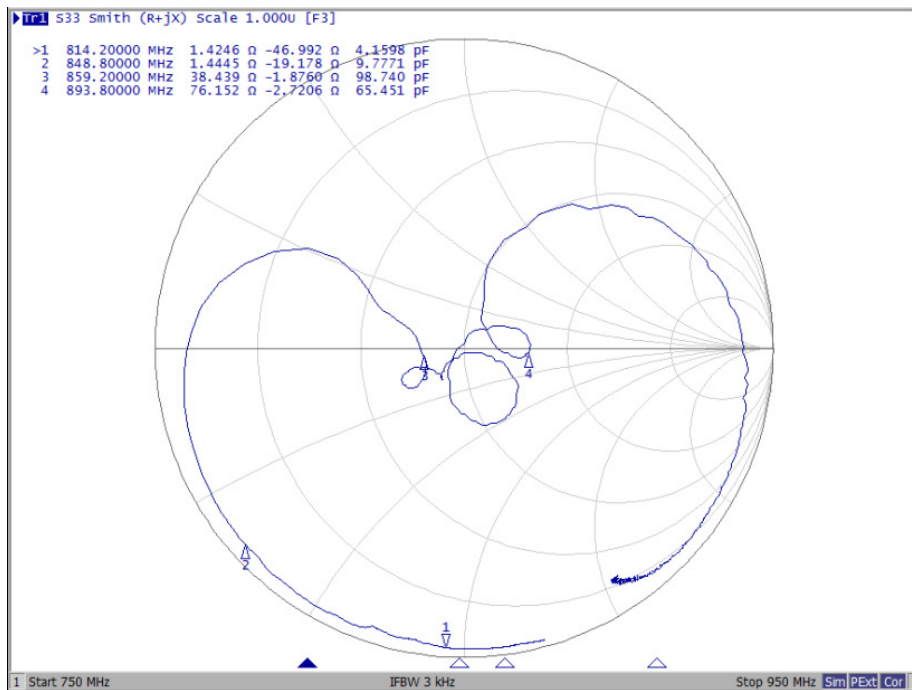 Tr1 S33 Smith (R+jX) Scale 1.000U [F3]
>1 814.20000 MHz 1.4246 Ω -46.992 Ω 4.1598 pF
2 848.80000 MHz 1.4445 Ω -19.178 Ω 9.7771 pF
3 859.20000 MHz 38.439 Ω -1.8760 Ω 98.740 pF
4 893.80000 MHz 76.152 Ω -2.7206 Ω 65.451 pF
3
4
2
1
1 Start 750 MHz IFBW 3 kHz Stop 950 MHz Sim PExt Cor